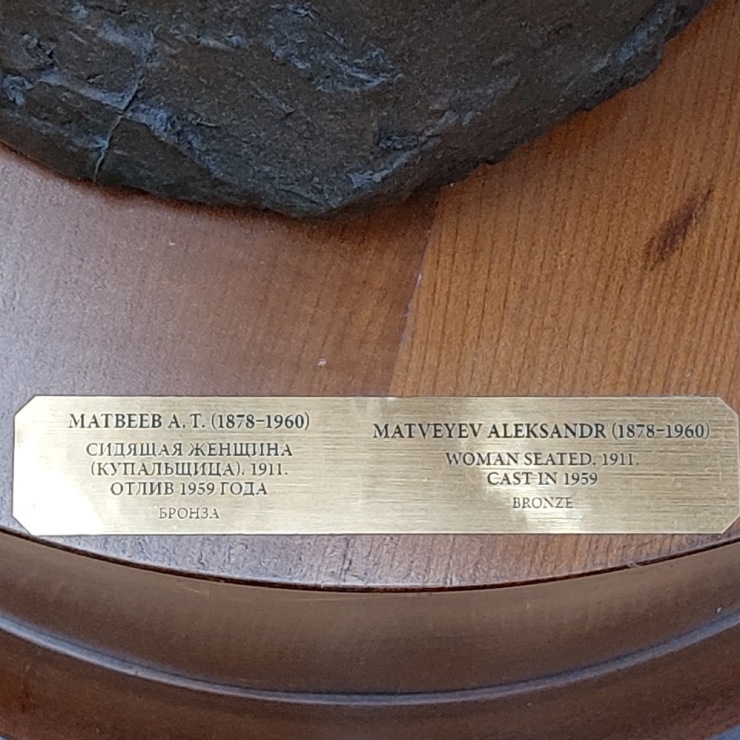 МАТВЕЕВ А. Т. (1878–1960)
СИДЯЩАЯ ЖЕНЩИНА
(КУПАЛЬЩИЦА). 1911.
ОТЛИВ 1959 ГОДА
БРОНЗА
MATVEYEV ALEKSANDR (1878–1960)
WOMAN SEATED. 1911.
CAST IN 1959
BRONZE